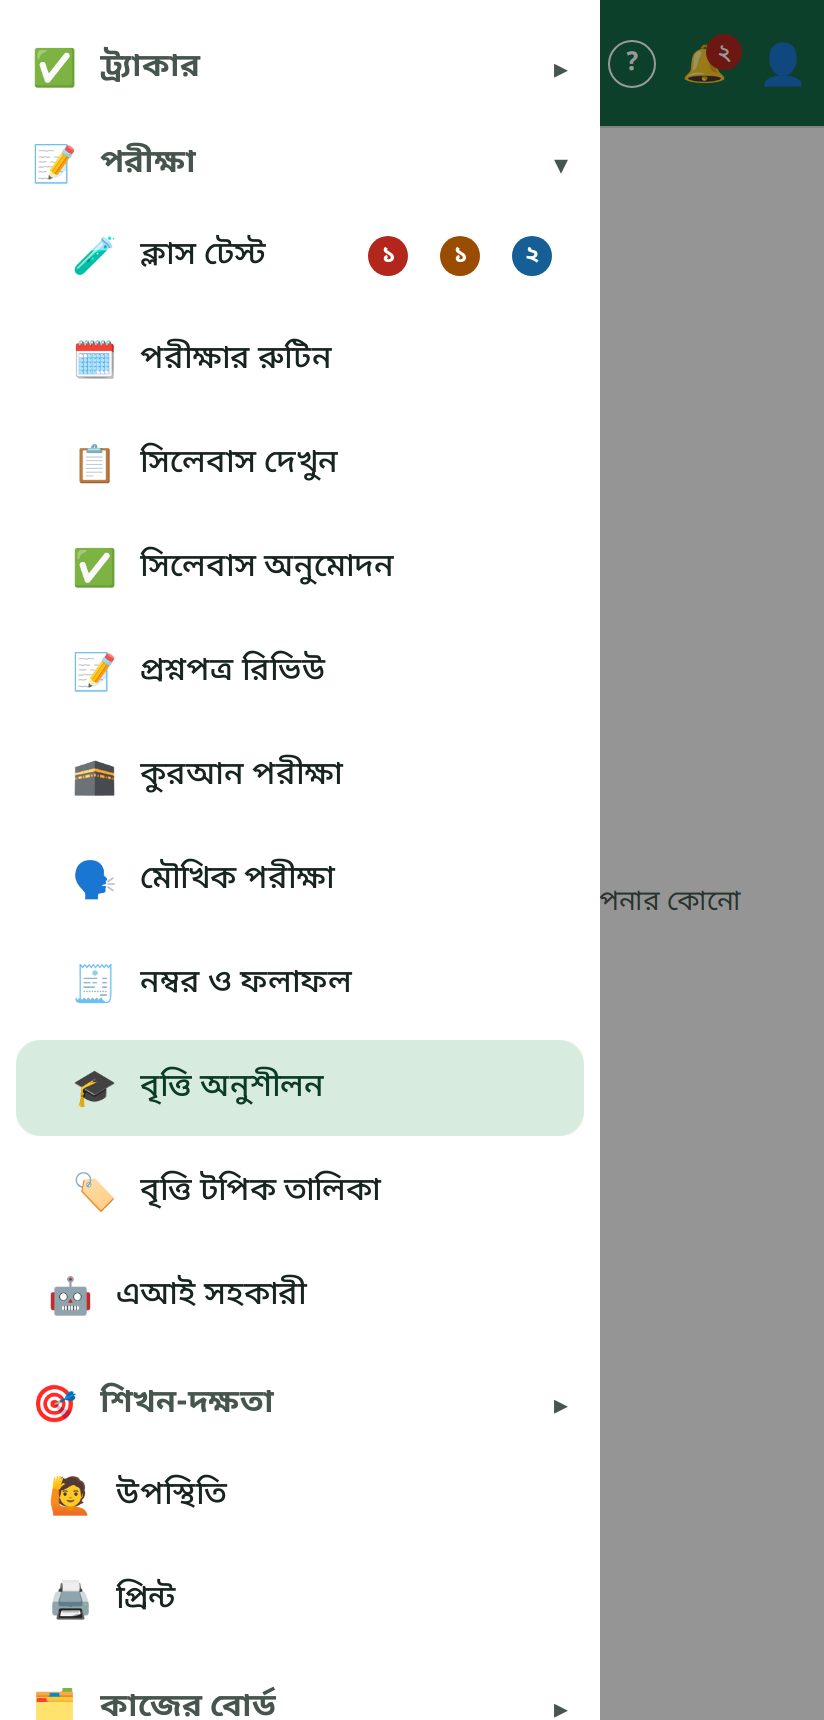 ট্র্যাকার
?
২
পরীক্ষা
ক্লাস টেস্ট ১ ১ ২
পরীক্ষার রুটিন
সিলেবাস দেখুন
সিলেবাস অনুমোদন
প্রশ্নপত্র রিভিউ
কুরআন পরীক্ষা
মৌখিক পরীক্ষা
পনার কোনো
নম্বর ও ফলাফল
বৃত্তি অনুশীলন
বৃত্তি টপিক তালিকা
এআই সহকারী
শিখন-দক্ষতা
উপস্থিতি
প্রিন্ট
কাজের বোর্ড